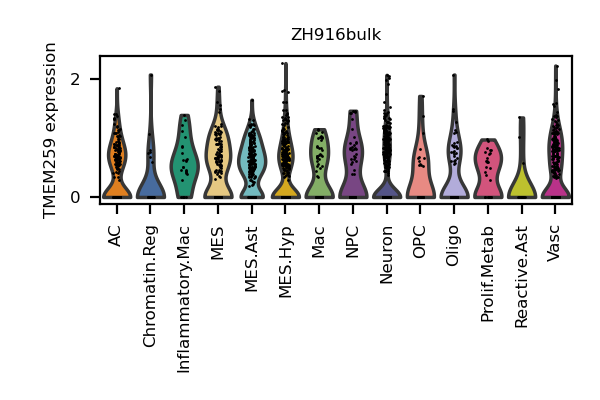 ZH916bulk
TMEM259 expression
2
0
AC
Chromatin.Reg
Inflammatory.Mac
MES
MES.Ast
MES.Hyp
Mac
NPC
Neuron
OPC
Oligo
Prolif.Metab
Reactive.Ast
Vasc